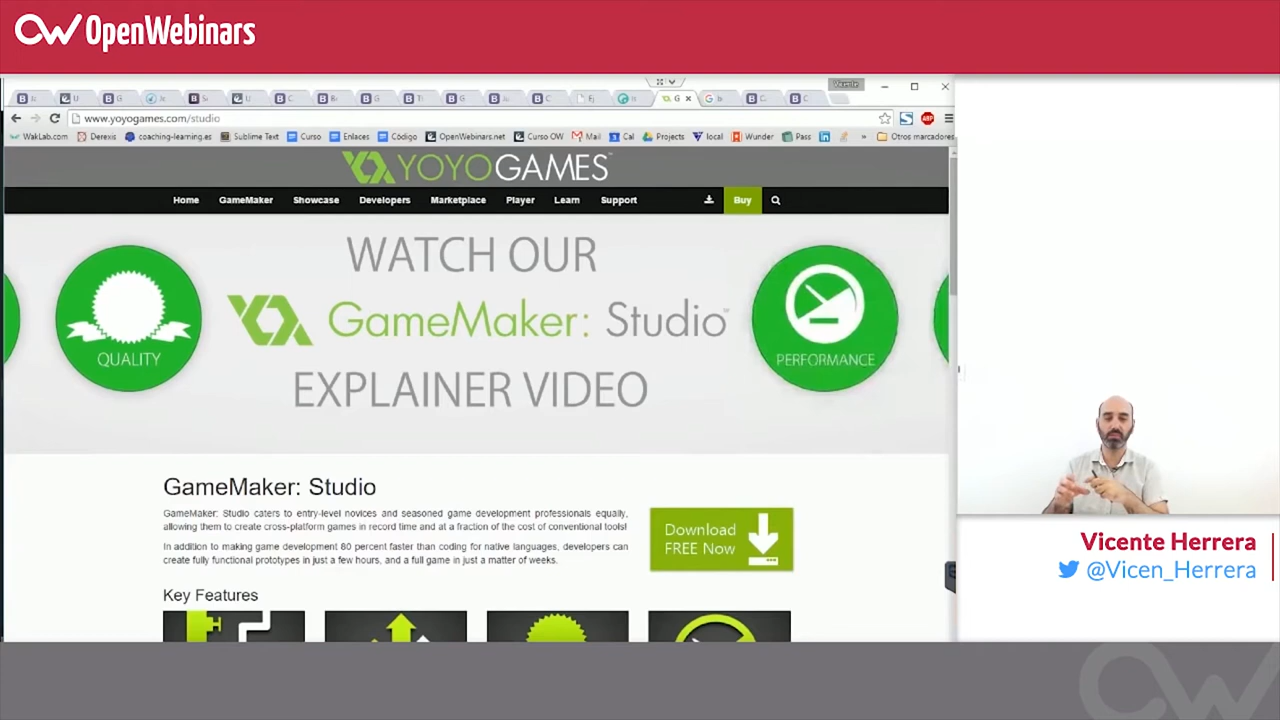 OpenWebinars
Vicente
www.yoyogames.com/studio
WakLab.com Derexis coaching-learning.es Sublime Text Curso Enlaces Código OpenWebinars.net Curso OW Mail Cal Projects local Wunder Pass Otros marcadores
YOYOGAMES™
Home GameMaker Showcase Developers Marketplace Player Learn Support Buy
WATCH OUR
GameMaker: Studio™
EXPLAINER VIDEO
QUALITY
PERFORMANCE
GameMaker: Studio
GameMaker: Studio caters to entry-level novices and seasoned game development professionals equally,
allowing them to create cross-platform games in record time and at a fraction of the cost of conventional tools!
In addition to making game development 80 percent faster than coding for native languages, developers can
create fully functional prototypes in just a few hours, and a full game in just a matter of weeks.
Download
FREE Now
Key Features
Vicente Herrera
@Vicen_Herrera